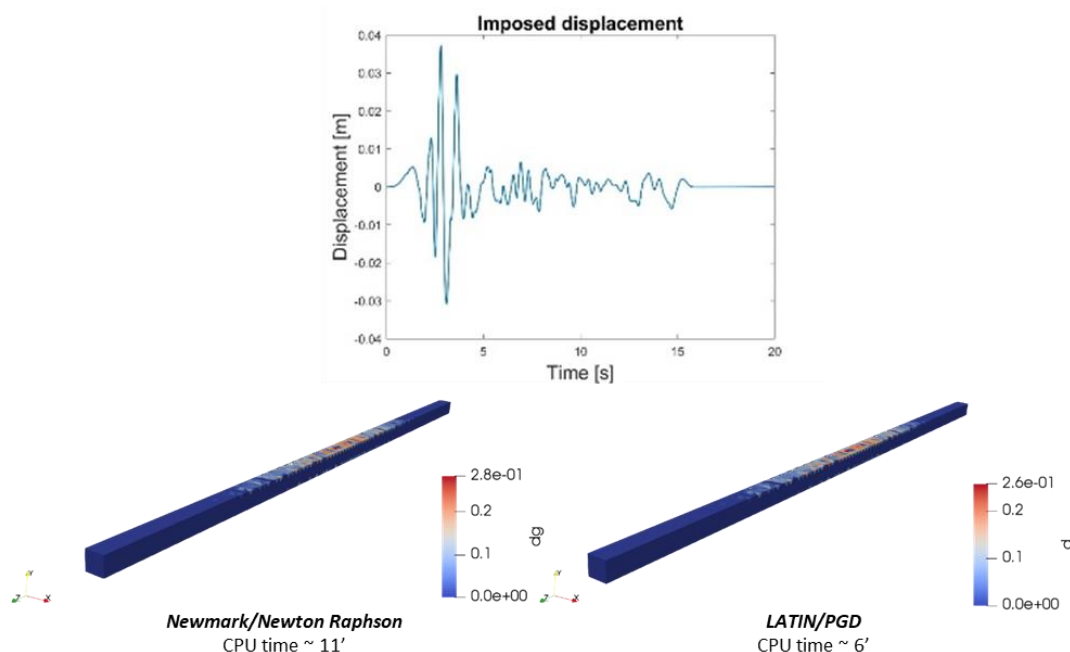 Imposed displacement
0.04
0.03
0.02
0.01
0
-0.01
-0.02
-0.03
-0.04
Displacement [m]
0
5
10
15
20
Time [s]
2.8e-01
0.2
0.1
0.0e+00
dg
Y
Z
X
Newmark/Newton Raphson
CPU time ~ 11’
2.6e-01
0.2
0.1
0.0e+00
d
Y
Z
X
LATIN/PGD
CPU time ~ 6’